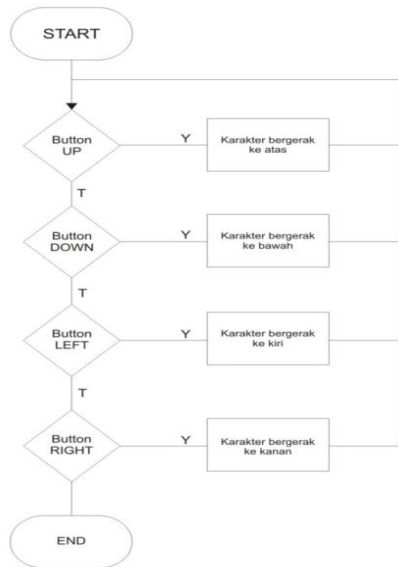 START
Button
UP
Y
Karakter bergerak
ke atas
T
Button
DOWN
Y
Karakter bergerak
ke bawah
T
Button
LEFT
Y
Karakter bergerak
ke kiri
T
Button
RIGHT
Y
Karakter bergerak
ke kanan
END